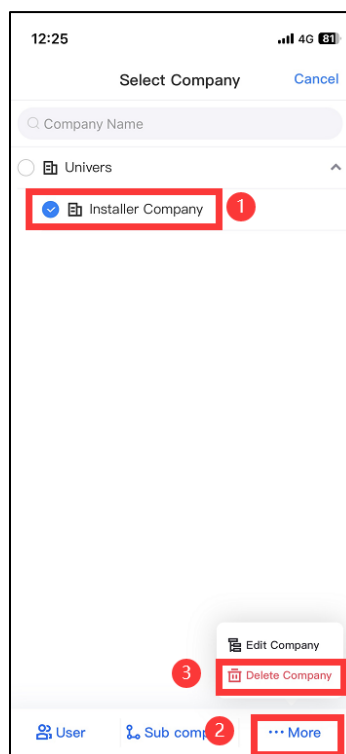 12:25 4G 81
Select Company Cancel
Company Name
Univers
Installer Company 1
Edit Company
3 Delete Company
User Sub comp 2 ··· More